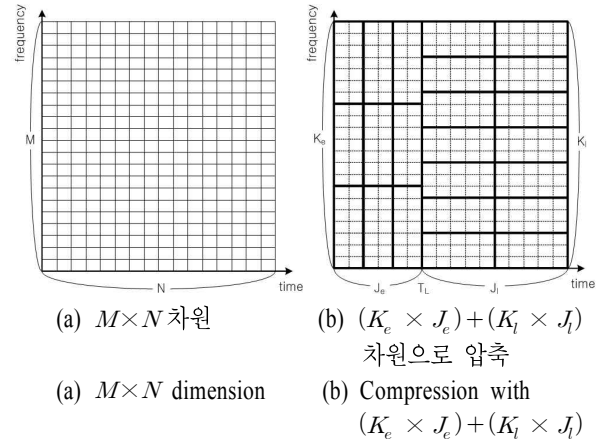 frequency
M
N
time
(a) M×N 차원
(a) M×N dimension
frequency
Kₑ
Kₗ
Jₑ
T_L
Jₗ
time
(b) (Kₑ × Jₑ)+(Kₗ × Jₗ)
차원으로 압축
(b) Compression with
(Kₑ × Jₑ)+(Kₗ × Jₗ)